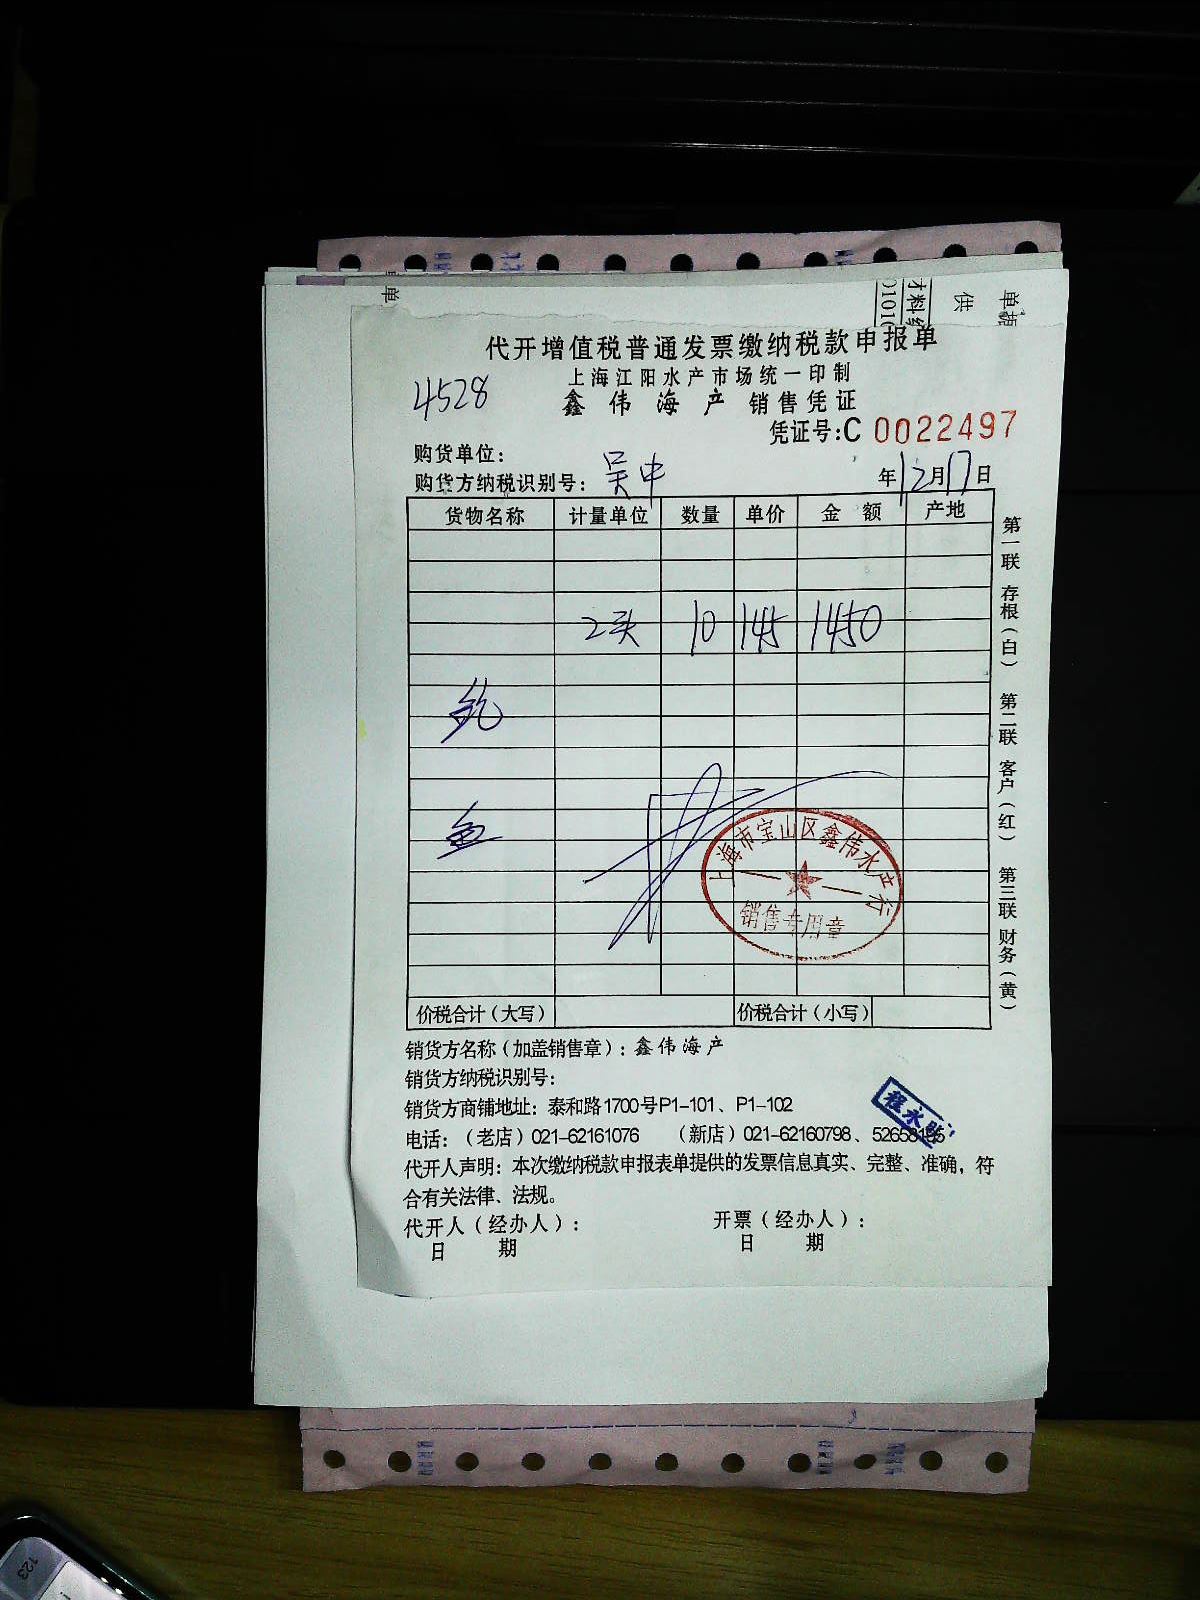 单
材料
01010
供
单
代开增值税普通发票缴纳税款申报单
上海江阳水产市场统一印制
4528
鑫伟海产 销售凭证
凭证号:C 0022497
购货单位:
购货方纳税识别号: 吴中 年12月17日
货物名称 计量单位 数量 单价 金额 产地
2头 10 145 1450
鲍
鱼
上海市宝山区鑫伟水产行
销售专用章
价税合计(大写) 价税合计(小写)
第一联 存根(白) 第二联 客户(红) 第三联 财务(黄)
销货方名称(加盖销售章): 鑫伟海产
销货方纳税识别号:
销货方商铺地址: 泰和路1700号P1-101、P1-102
程永
电话:(老店)021-62161076 (新店)021-62160798、52658195
代开人声明: 本次缴纳税款申报表单提供的发票信息真实、完整、准确, 符
合有关法律、法规。
代开人(经办人): 开票(经办人):
日 期 日 期
123